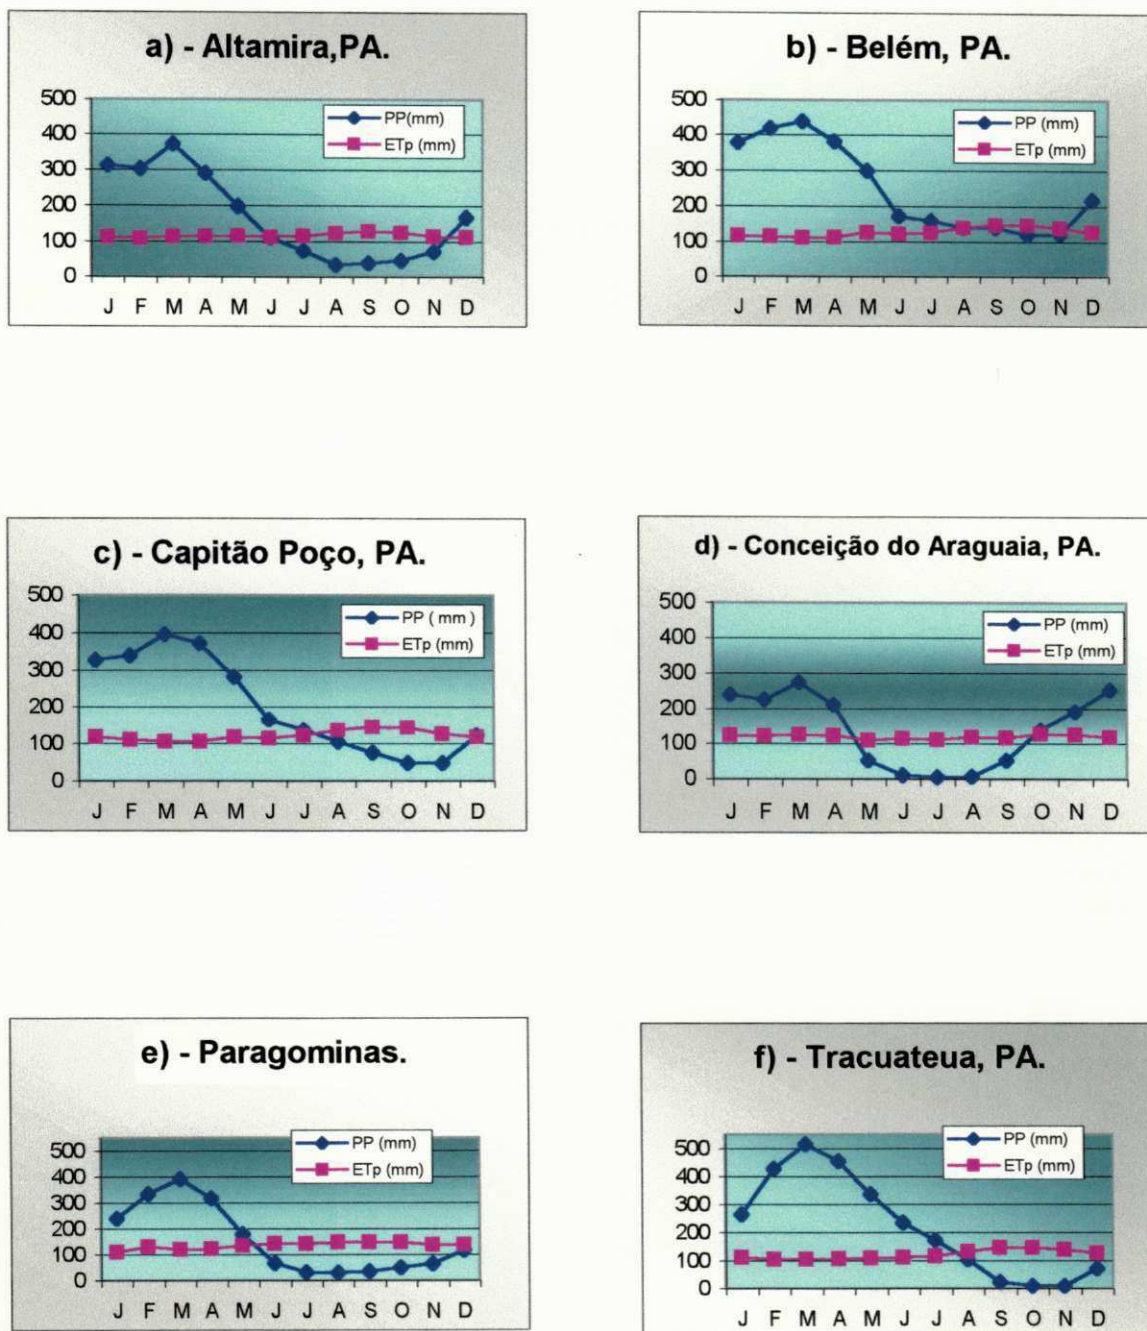 a) - Altamira,PA.
500
400
300
200
100
0
PP(mm)
ETp (mm)
J F M A M J J A S O N D
b) - Belém, PA.
500
400
300
200
100
0
PP (mm)
ETp (mm)
J F M A M J J A S O N D
c) - Capitão Poço, PA.
500
400
300
200
100
0
PP ( mm )
ETp (mm)
J F M A M J J A S O N D
d) - Conceição do Araguaia, PA.
500
400
300
200
100
0
PP (mm)
ETp (mm)
J F M A M J J A S O N D
e) - Paragominas.
500
400
300
200
100
0
PP (mm)
ETp (mm)
J F M A M J J A S O N D
f) - Tracuateua, PA.
500
400
300
200
100
0
PP (mm)
ETp (mm)
J F M A M J J A S O N D